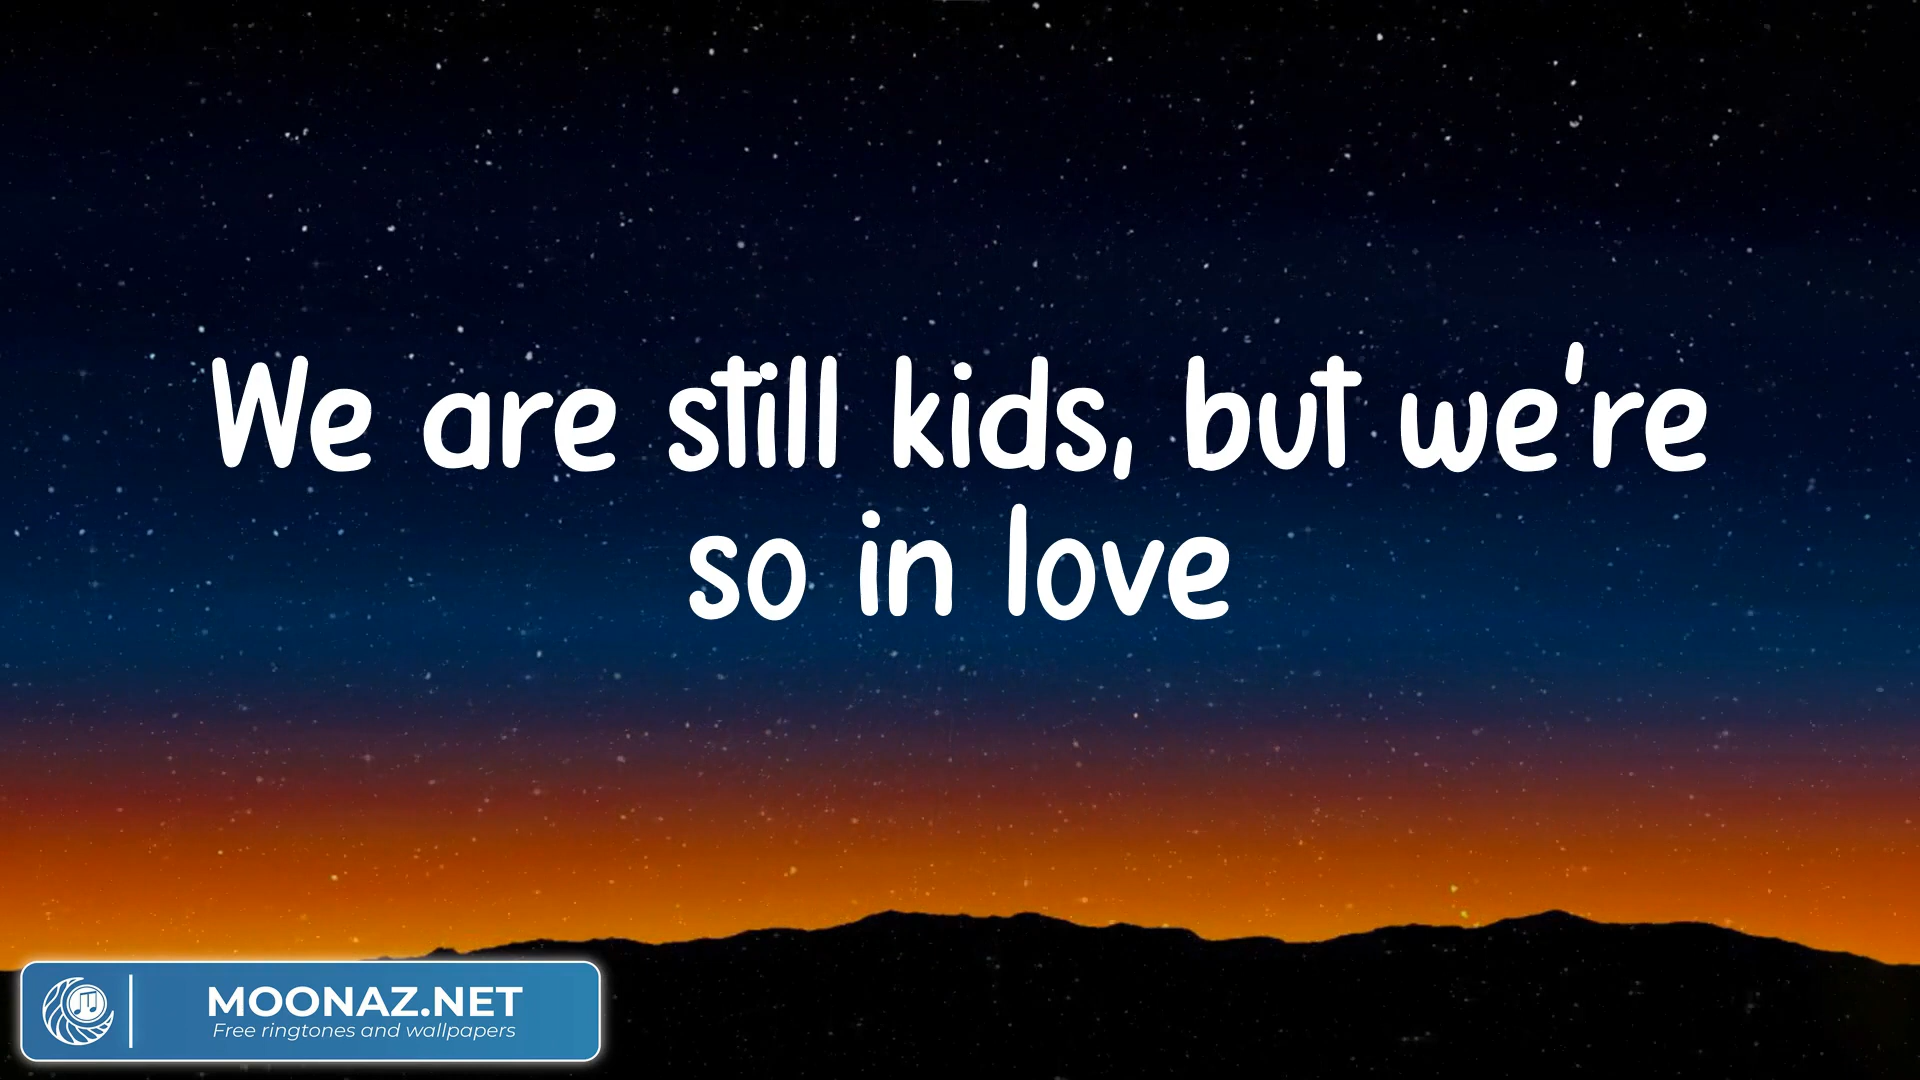 We are still kids, but we're
so in love
MOONAZ.NET
Free ringtones and wallpapers